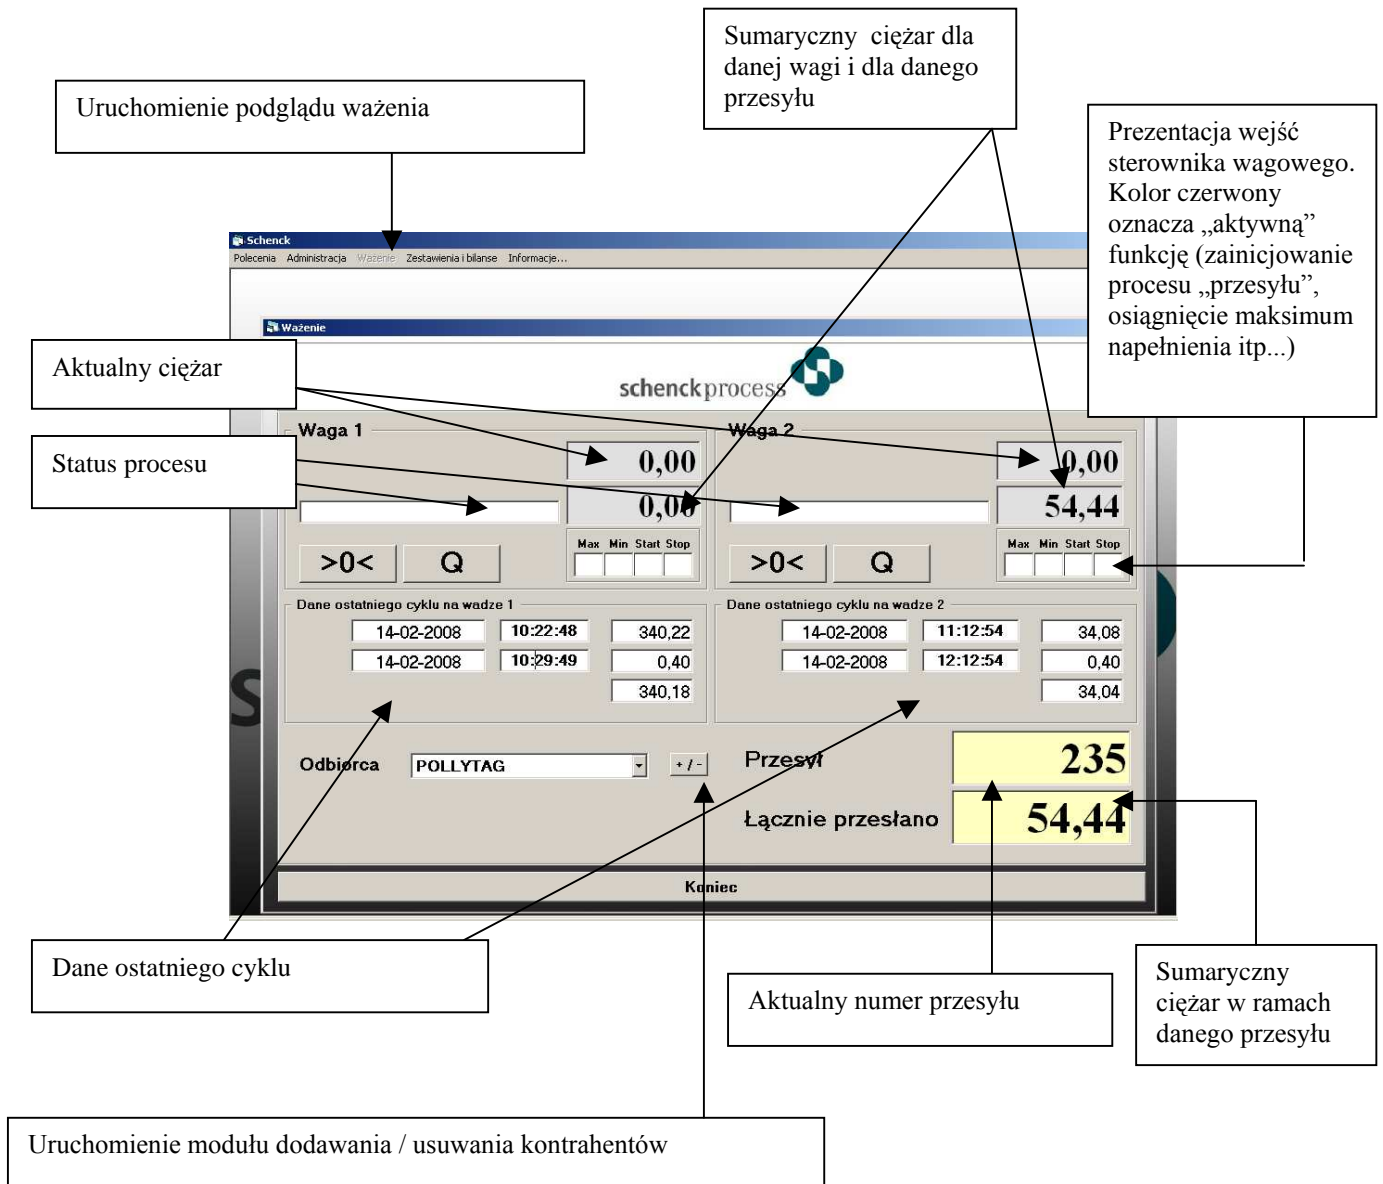 Sumaryczny ciężar dla
danej wagi i dla danego
przesyłu
Uruchomienie podglądu ważenia
Prezentacja wejść
sterownika wagowego.
Kolor czerwony
oznacza „aktywną”
funkcję (zainicjowanie
procesu „przesyłu”,
osiągnięcie maksimum
napełnienia itp...)
Schenck
Polecenia Administracja Ważenie Zestawienia i bilanse Informacje...
Ważenie
Aktualny ciężar
schenckprocess
Waga 1
Waga 2
Status procesu
0,00
0,00
0,00
54,44
Max Min Start Stop
Max Min Start Stop
>0< Q
>0< Q
Dane ostatniego cyklu na wadze 1
14-02-2008 10:22:48 340,22
14-02-2008 10:29:49 0,40
340,18
Dane ostatniego cyklu na wadze 2
14-02-2008 11:12:54 34,08
14-02-2008 12:12:54 0,40
34,04
S
Odbiorca POLLYTAG +/-
Przesył 235
Łącznie przesłano 54,44
Koniec
Dane ostatniego cyklu
Aktualny numer przesyłu
Sumaryczny
ciężar w ramach
danego przesyłu
Uruchomienie modułu dodawania / usuwania kontrahentów